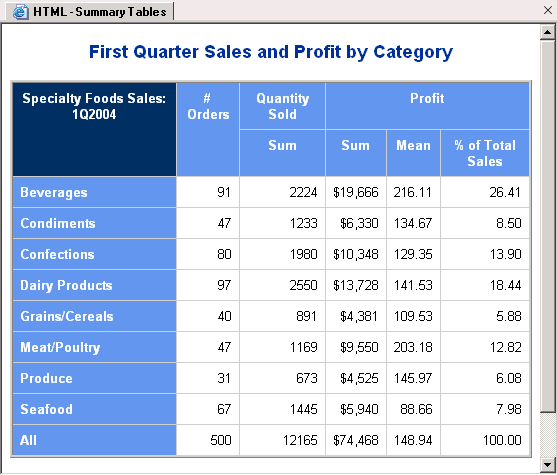 HTML - Summary Tables
First Quarter Sales and Profit by Category
Specialty Foods Sales: 1Q2004 # Orders Quantity Sold Profit
Sum Sum Mean % of Total Sales
Beverages 91 2224 $19,666 216.11 26.41
Condiments 47 1233 $6,330 134.67 8.50
Confections 80 1980 $10,348 129.35 13.90
Dairy Products 97 2550 $13,728 141.53 18.44
Grains/Cereals 40 891 $4,381 109.53 5.88
Meat/Poultry 47 1169 $9,550 203.18 12.82
Produce 31 673 $4,525 145.97 6.08
Seafood 67 1445 $5,940 88.66 7.98
All 500 12165 $74,468 148.94 100.00